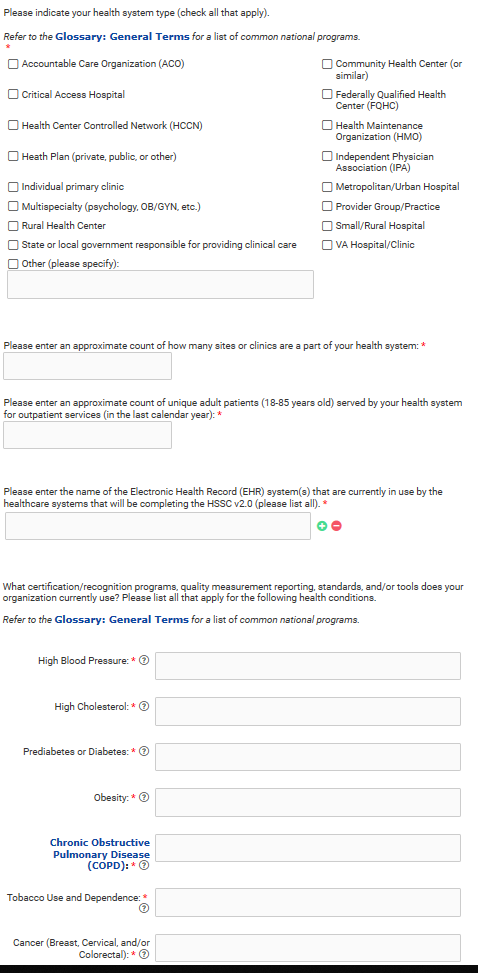 Please indicate your health system type (check all that apply).
Refer to the Glossary: General Terms for a list of common national programs.
*
Accountable Care Organization (ACO)
Community Health Center (or
similar)
Critical Access Hospital
Federally Qualified Health
Center (FQHC)
Health Center Controlled Network (HCCN)
Health Maintenance
Organization (HMO)
Heath Plan (private, public, or other)
Independent Physician
Association (IPA)
Individual primary clinic
Metropolitan/Urban Hospital
Multispecialty (psychology, OB/GYN, etc.)
Provider Group/Practice
Rural Health Center
Small/Rural Hospital
State or local government responsible for providing clinical care
VA Hospital/Clinic
Other (please specify):
Please enter an approximate count of how many sites or clinics are a part of your health system: *
Please enter an approximate count of unique adult patients (18-85 years old) served by your health system
for outpatient services (in the last calendar year): *
Please enter the name of the Electronic Health Record (EHR) system(s) that are currently in use by the
healthcare systems that will be completing the HSSC v2.0 (please list all). *
What certification/recognition programs, quality measurement reporting, standards, and/or tools does your
organization currently use? Please list all that apply for the following health conditions.
Refer to the Glossary: General Terms for a list of common national programs.
High Blood Pressure: * ?
High Cholesterol: * ?
Prediabetes or Diabetes: * ?
Obesity: * ?
Chronic Obstructive
Pulmonary Disease
(COPD): * ?
Tobacco Use and Dependence: *
?
Cancer (Breast, Cervical, and/or
Colorectal): * ?